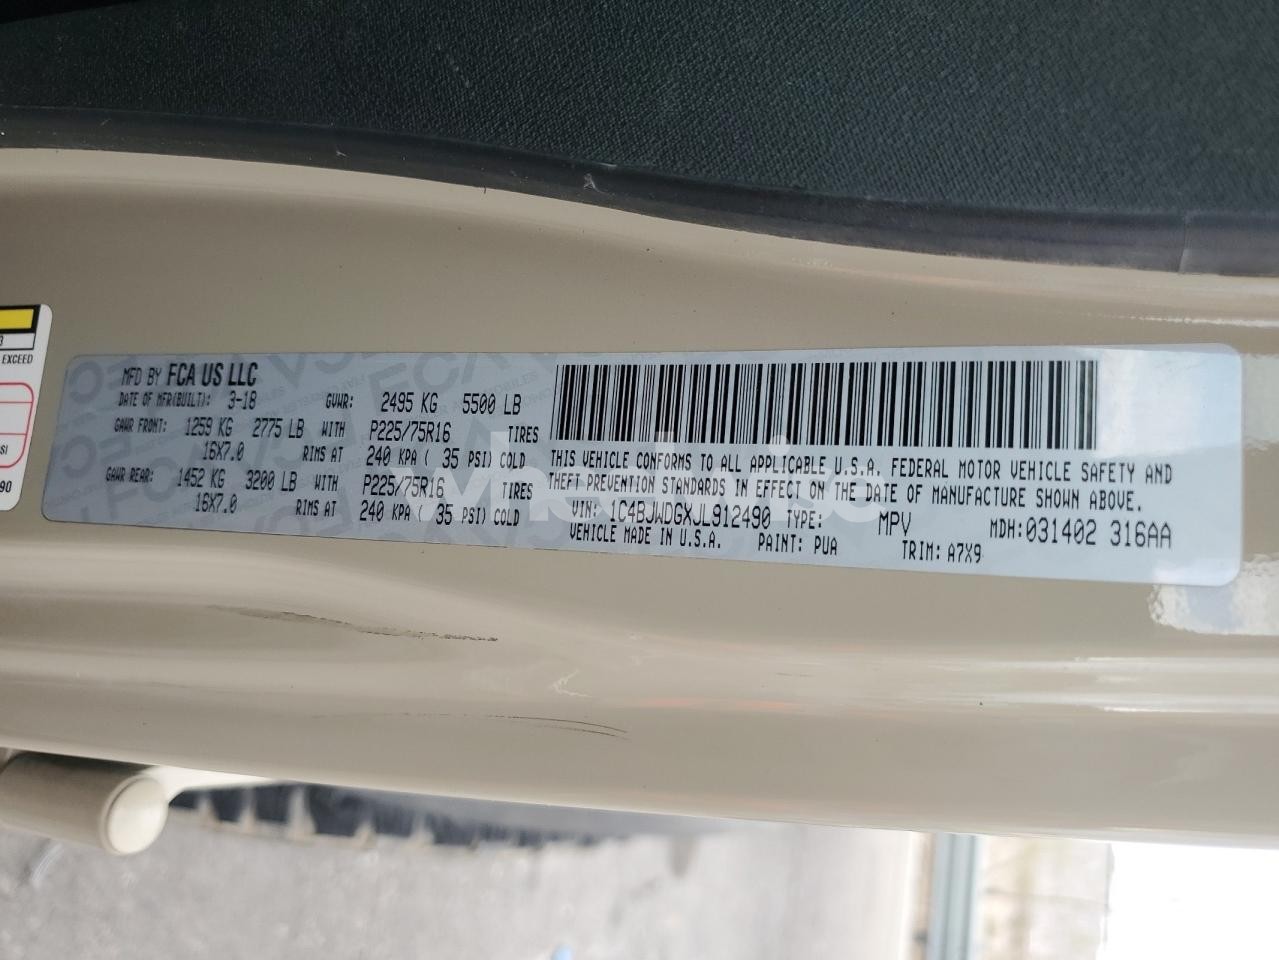 3
EXCEED
SI
90
MFD BY FCA US LLC
DATE OF MFR(BUILT): 3-18 GVWR: 2495 KG 5500 LB
GAWR FRONT: 1259 KG 2775 LB WITH P225/75R16 TIRES
16X7.0 RIMS AT 240 KPA ( 35 PSI) COLD
GAWR REAR: 1452 KG 3200 LB WITH P225/75R16 TIRES
16X7.0 RIMS AT 240 KPA ( 35 PSI) COLD
THIS VEHICLE CONFORMS TO ALL APPLICABLE U.S.A. FEDERAL MOTOR VEHICLE SAFETY AND
THEFT PREVENTION STANDARDS IN EFFECT ON THE DATE OF MANUFACTURE SHOWN ABOVE.
VIN: 1C4BJWDGXJL912490 TYPE: MPV MDH:031402 316AA
VEHICLE MADE IN U.S.A. PAINT: PUA TRIM: A7X9